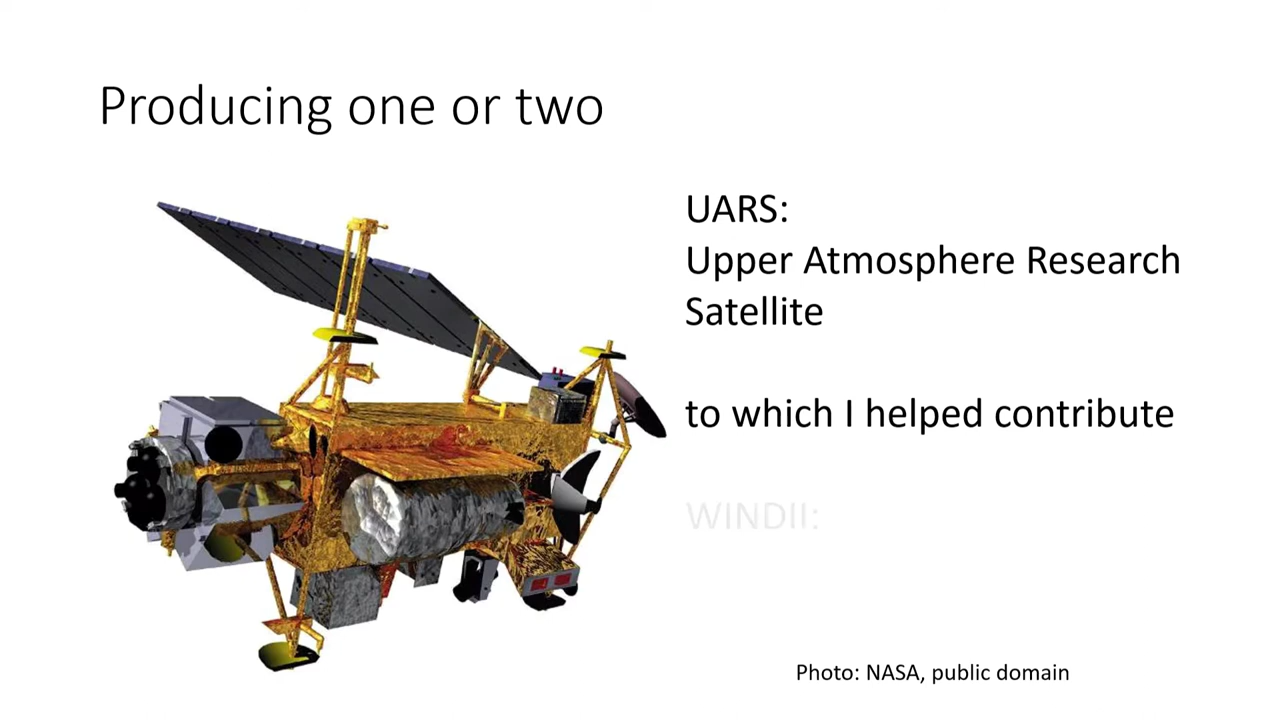 Producing one or two
UARS:
Upper Atmosphere Research
Satellite
to which I helped contribute
WINDII:
Photo: NASA, public domain